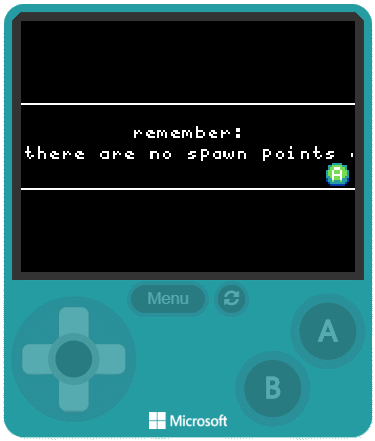 remember:
there are no spawn points
A
Menu
A
B
Microsoft